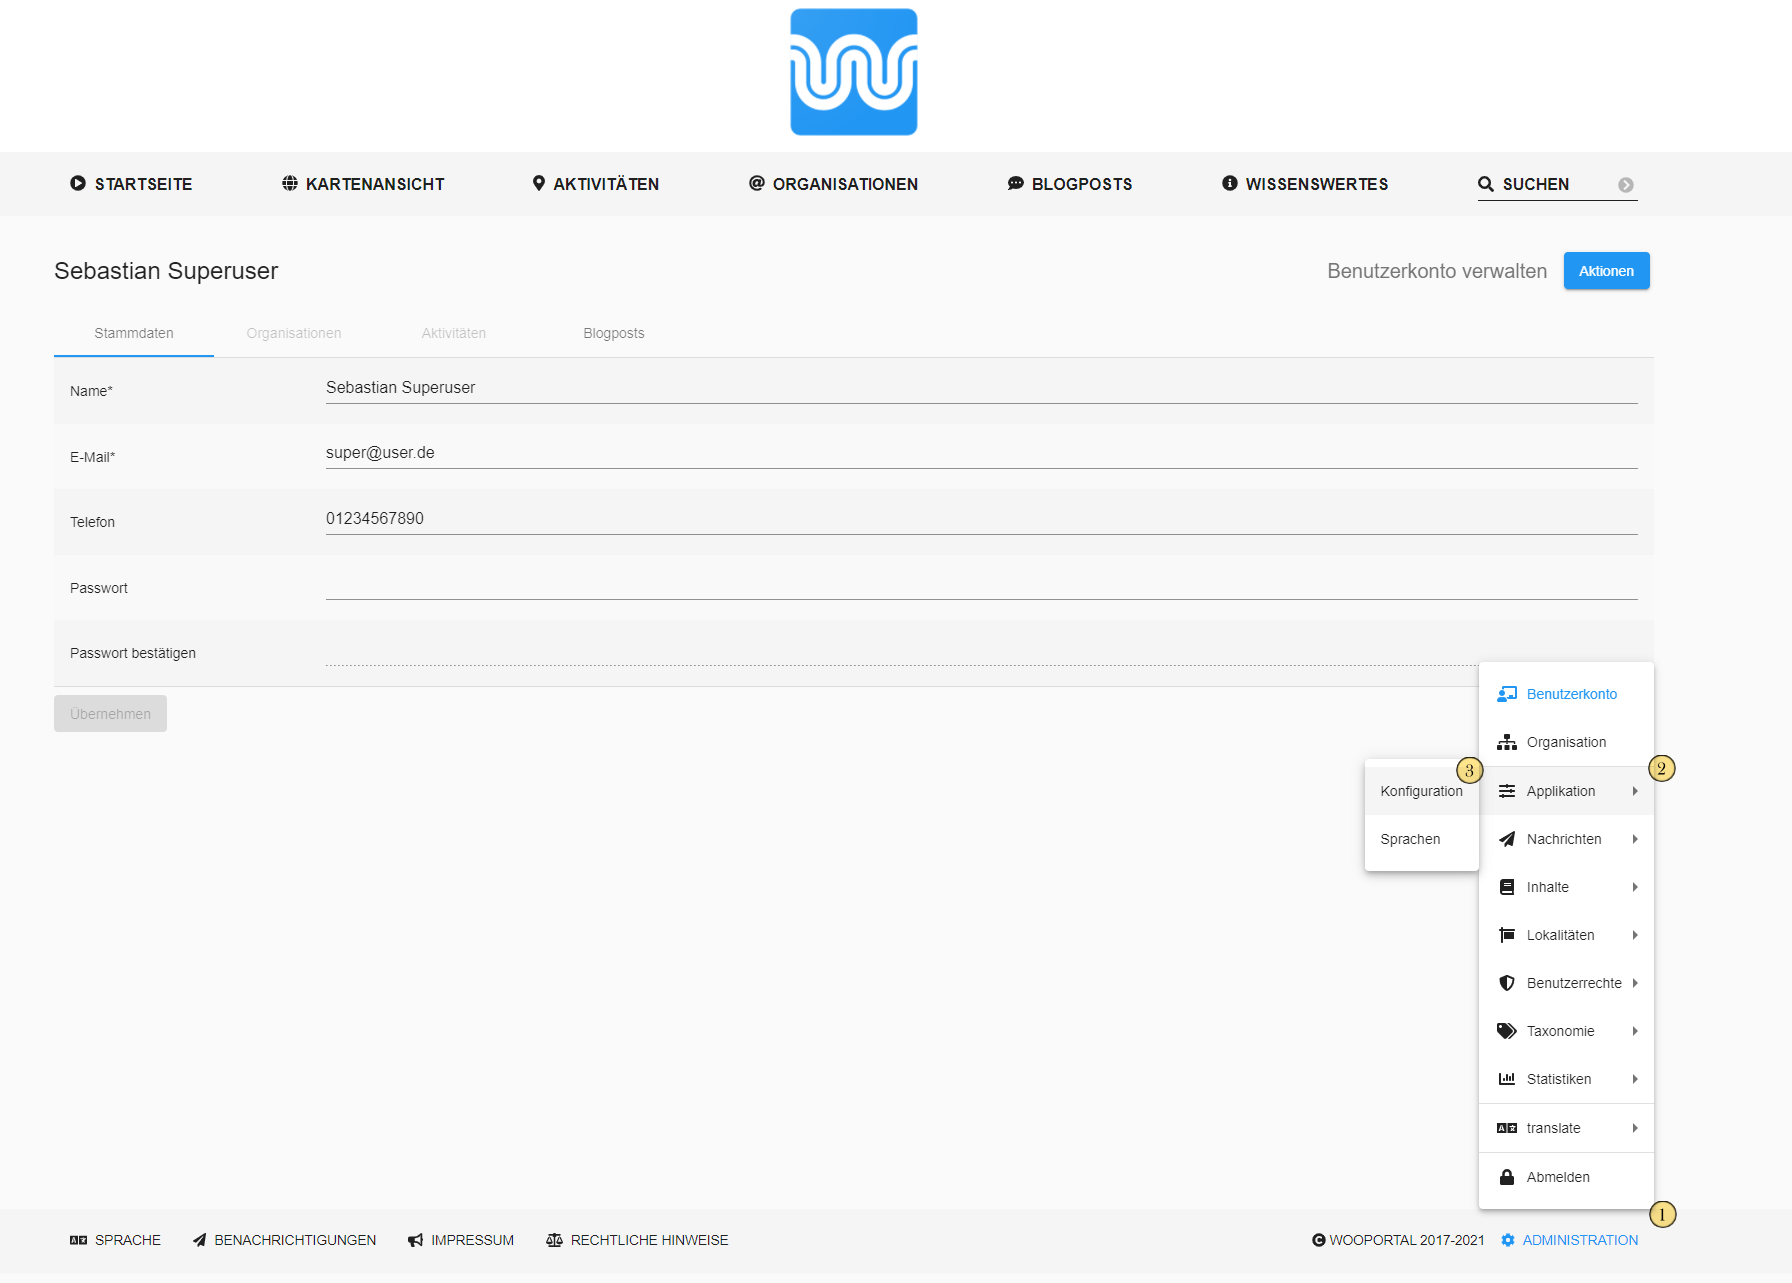 STARTSEITE KARTENANSICHT AKTIVITÄTEN ORGANISATIONEN BLOGPOSTS WISSENSWERTES SUCHEN
Sebastian Superuser Benutzerkonto verwalten Aktionen
Stammdaten Organisationen Aktivitäten Blogposts
Name* Sebastian Superuser
E-Mail* super@user.de
Telefon 01234567890
Passwort
Passwort bestätigen
Übernehmen
Benutzerkonto
Organisation
2
3
Konfiguration
Sprachen
Applikation
Nachrichten
Inhalte
Lokalitäten
Benutzerrechte
Taxonomie
Statistiken
translate
Abmelden
1
SPRACHE BENACHRICHTIGUNGEN IMPRESSUM RECHTLICHE HINWEISE WOOPORTAL 2017-2021 ADMINISTRATION